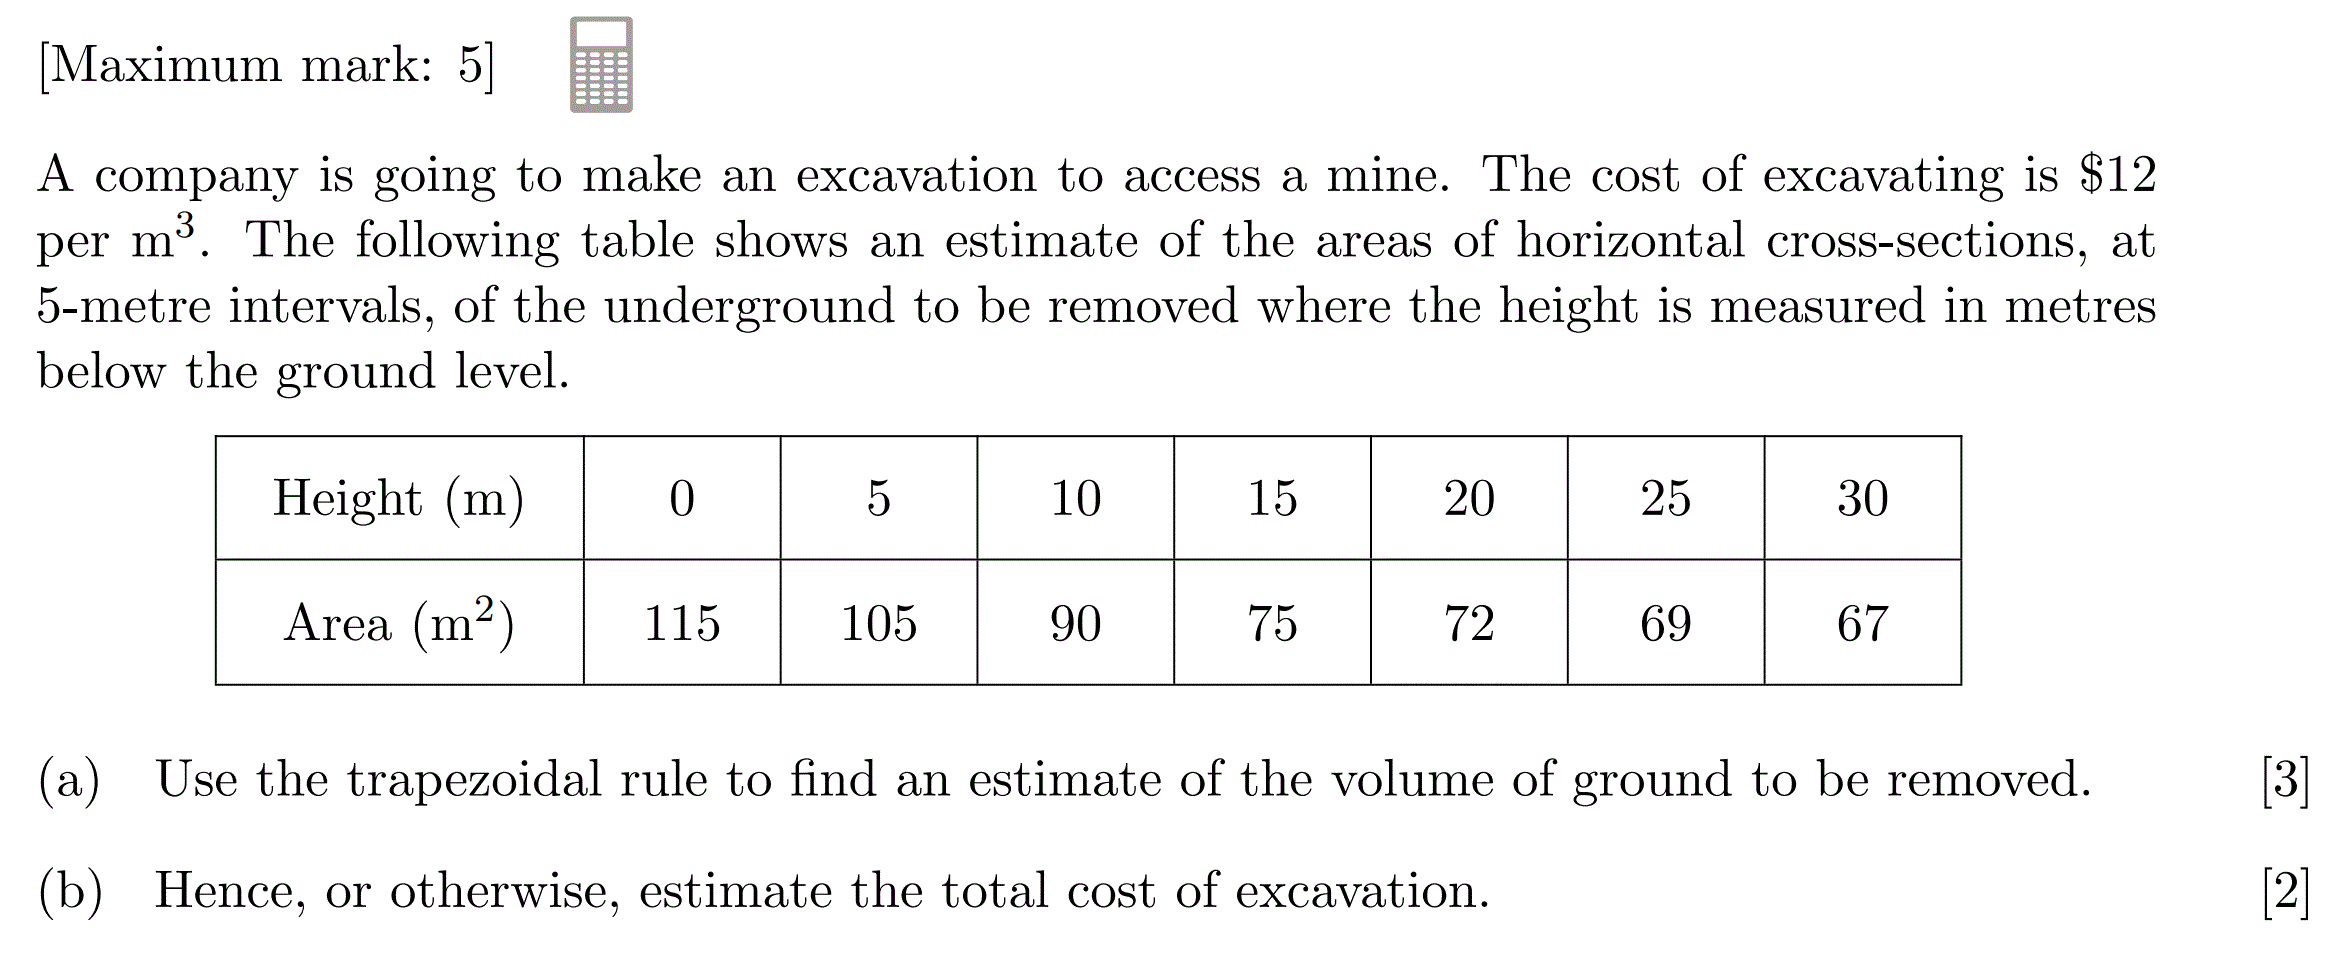 [Maximum mark: 5]
A company is going to make an excavation to access a mine. The cost of excavating is $12
per m³. The following table shows an estimate of the areas of horizontal cross-sections, at
5-metre intervals, of the underground to be removed where the height is measured in metres
below the ground level.
Height (m) 0 5 10 15 20 25 30
Area (m²) 115 105 90 75 72 69 67
(a) Use the trapezoidal rule to find an estimate of the volume of ground to be removed. [3]
(b) Hence, or otherwise, estimate the total cost of excavation. [2]